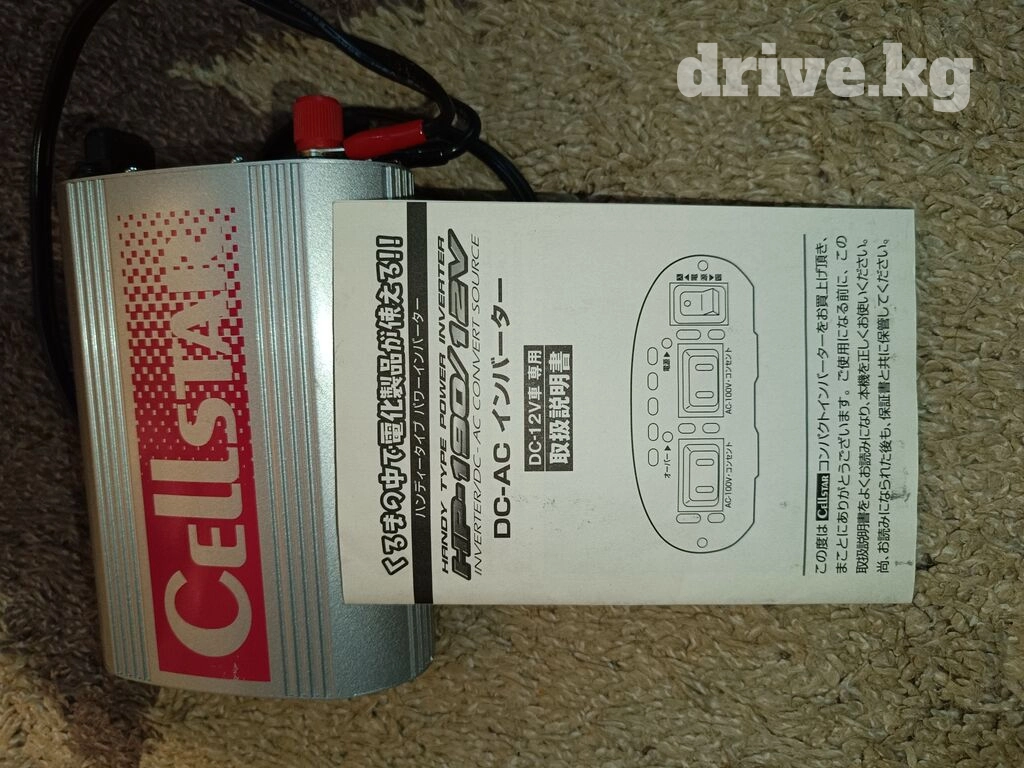 drive.kg
CELLSTAR
くるまの中で電化製品が使える!!
ハンディータイプ パワーインバーター
HANDY TYPE POWER INVERTER
HP-190/12V
INVERTER/DC-AC CONVERT SOURCE
DC-AC インバーター
DC-12V車 専用
取扱説明書
オーバー▶
電源▶
AC-100V・コンセント
AC-100V・コンセント
この度は CELLSTAR コンパクトインバーターをお買上げ頂き、
まことにありがとうございます。ご使用になる前に、この
取扱説明書をよくお読みになり、本機を正しくお使いください。
尚、お読みになられた後も、保証書と共に保管してください。